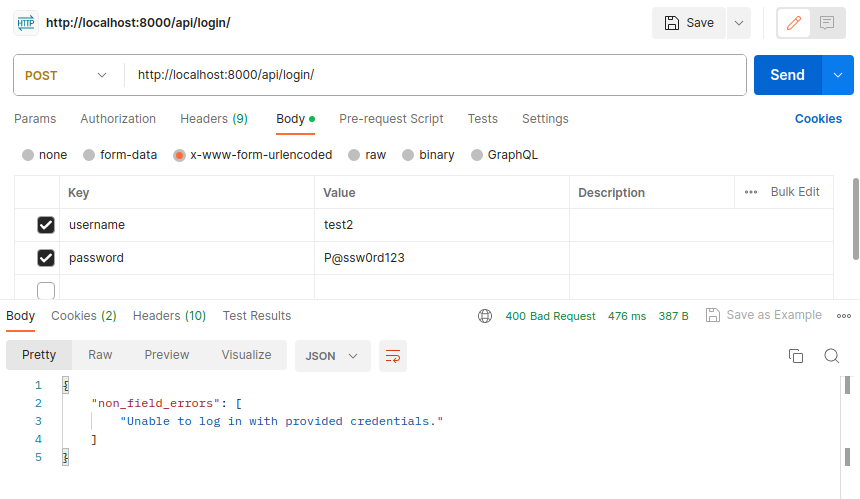 HTTP http://localhost:8000/api/login/ Save
POST http://localhost:8000/api/login/ Send
Params Authorization Headers (9) Body Pre-request Script Tests Settings Cookies
none form-data x-www-form-urlencoded raw binary GraphQL
Key Value Description Bulk Edit
username test2
password P@ssw0rd123
Body Cookies (2) Headers (10) Test Results 400 Bad Request 476 ms 387 B Save as Example
Pretty Raw Preview Visualize JSON
1 {
2 "non_field_errors": [
3 "Unable to log in with provided credentials."
4 ]
5 }